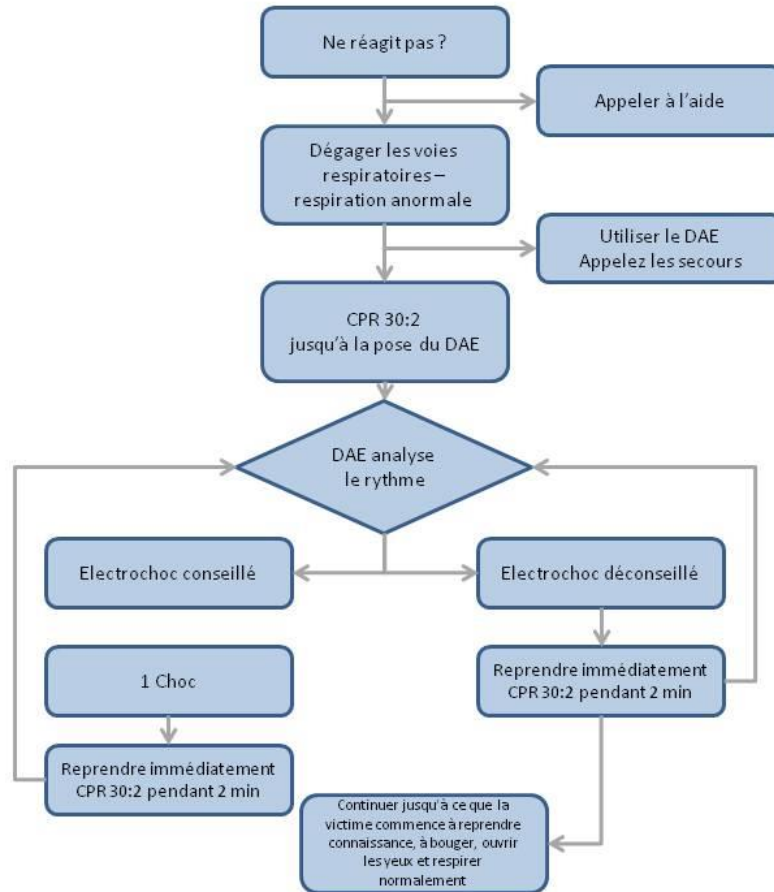 Ne réagit pas ?
Appeler à l'aide
Dégager les voies
respiratoires –
respiration anormale
Utiliser le DAE
Appelez les secours
CPR 30:2
jusqu'à la pose du DAE
DAE analyse
le rythme
Electrochoc conseillé
Electrochoc déconseillé
1 Choc
Reprendre immédiatement
CPR 30:2 pendant 2 min
Reprendre immédiatement
CPR 30:2 pendant 2 min
Continuer jusqu'à ce que la
victime commence à reprendre
connaissance, à bouger, ouvrir
les yeux et respirer
normalement